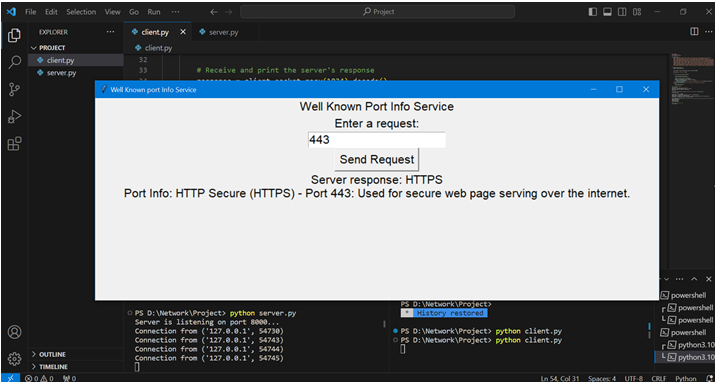 File Edit Selection View Go Run ... Project
EXPLORER ...
client.py
server.py
PROJECT
client.py
server.py
client.py
32
33 # Receive and print the server's response
Well Known port Info Service
Well Known Port Info Service
Enter a request:
443
Send Request
Server response: HTTPS
Port Info: HTTP Secure (HTTPS) - Port 443: Used for secure web page serving over the internet.
PS D:\Network\Project> python server.py
Server is listening on port 8000...
Connection from ('127.0.0.1', 54730)
Connection from ('127.0.0.1', 54743)
Connection from ('127.0.0.1', 54744)
Connection from ('127.0.0.1', 54745)
PS D:\Network\Project>
* History restored
PS D:\Network\Project> python client.py
PS D:\Network\Project> python client.py
powershell
powershell
powershell
powershell
python3.10
python3.10
OUTLINE
TIMELINE
0 0 0 Ln 54, Col 31 Spaces: 4 UTF-8 CRLF Python